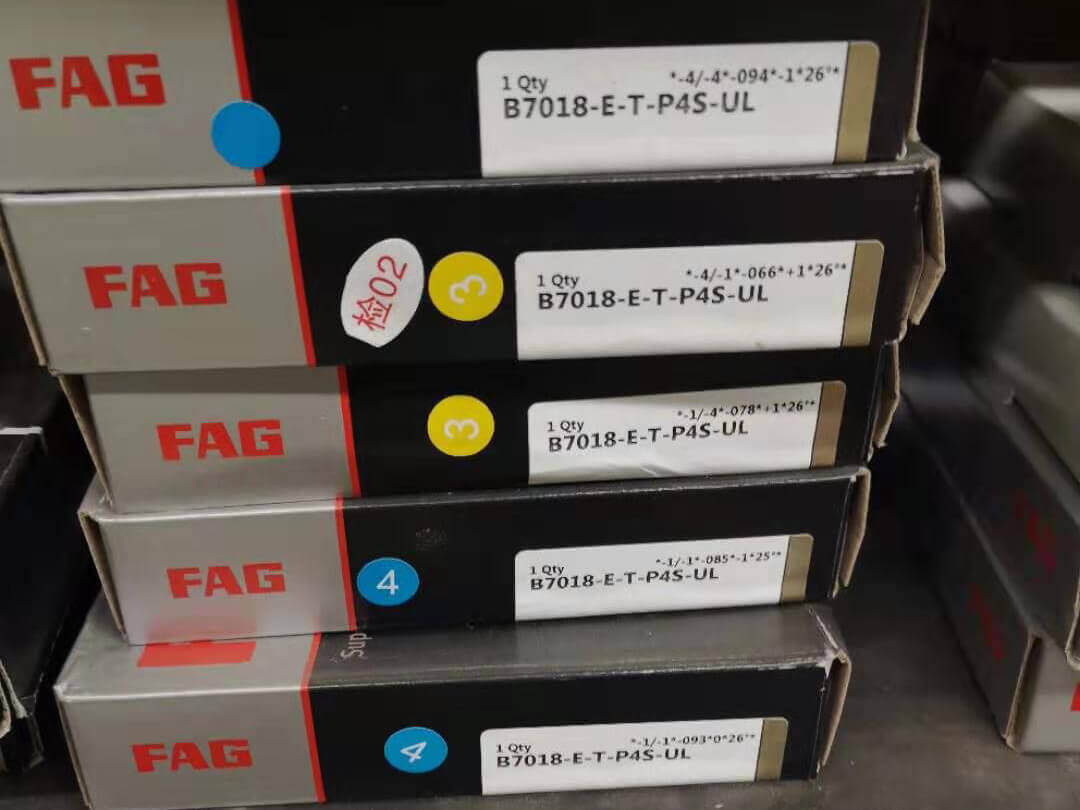 FAG
1 Qty *-4/-4*-094*-1*26°*
B7018-E-T-P4S-UL
FAG
检02
3
1 Qty *-4/-1*-066*+1*26°*
B7018-E-T-P4S-UL
FAG
3
1 Qty *-1/-4*-078*+1*26°*
B7018-E-T-P4S-UL
FAG
4
1 Qty *-1/-1*-085*-1*25°*
B7018-E-T-P4S-UL
Sup
FAG
4
1 Qty *-1/-1*-093*0*26°*
B7018-E-T-P4S-UL